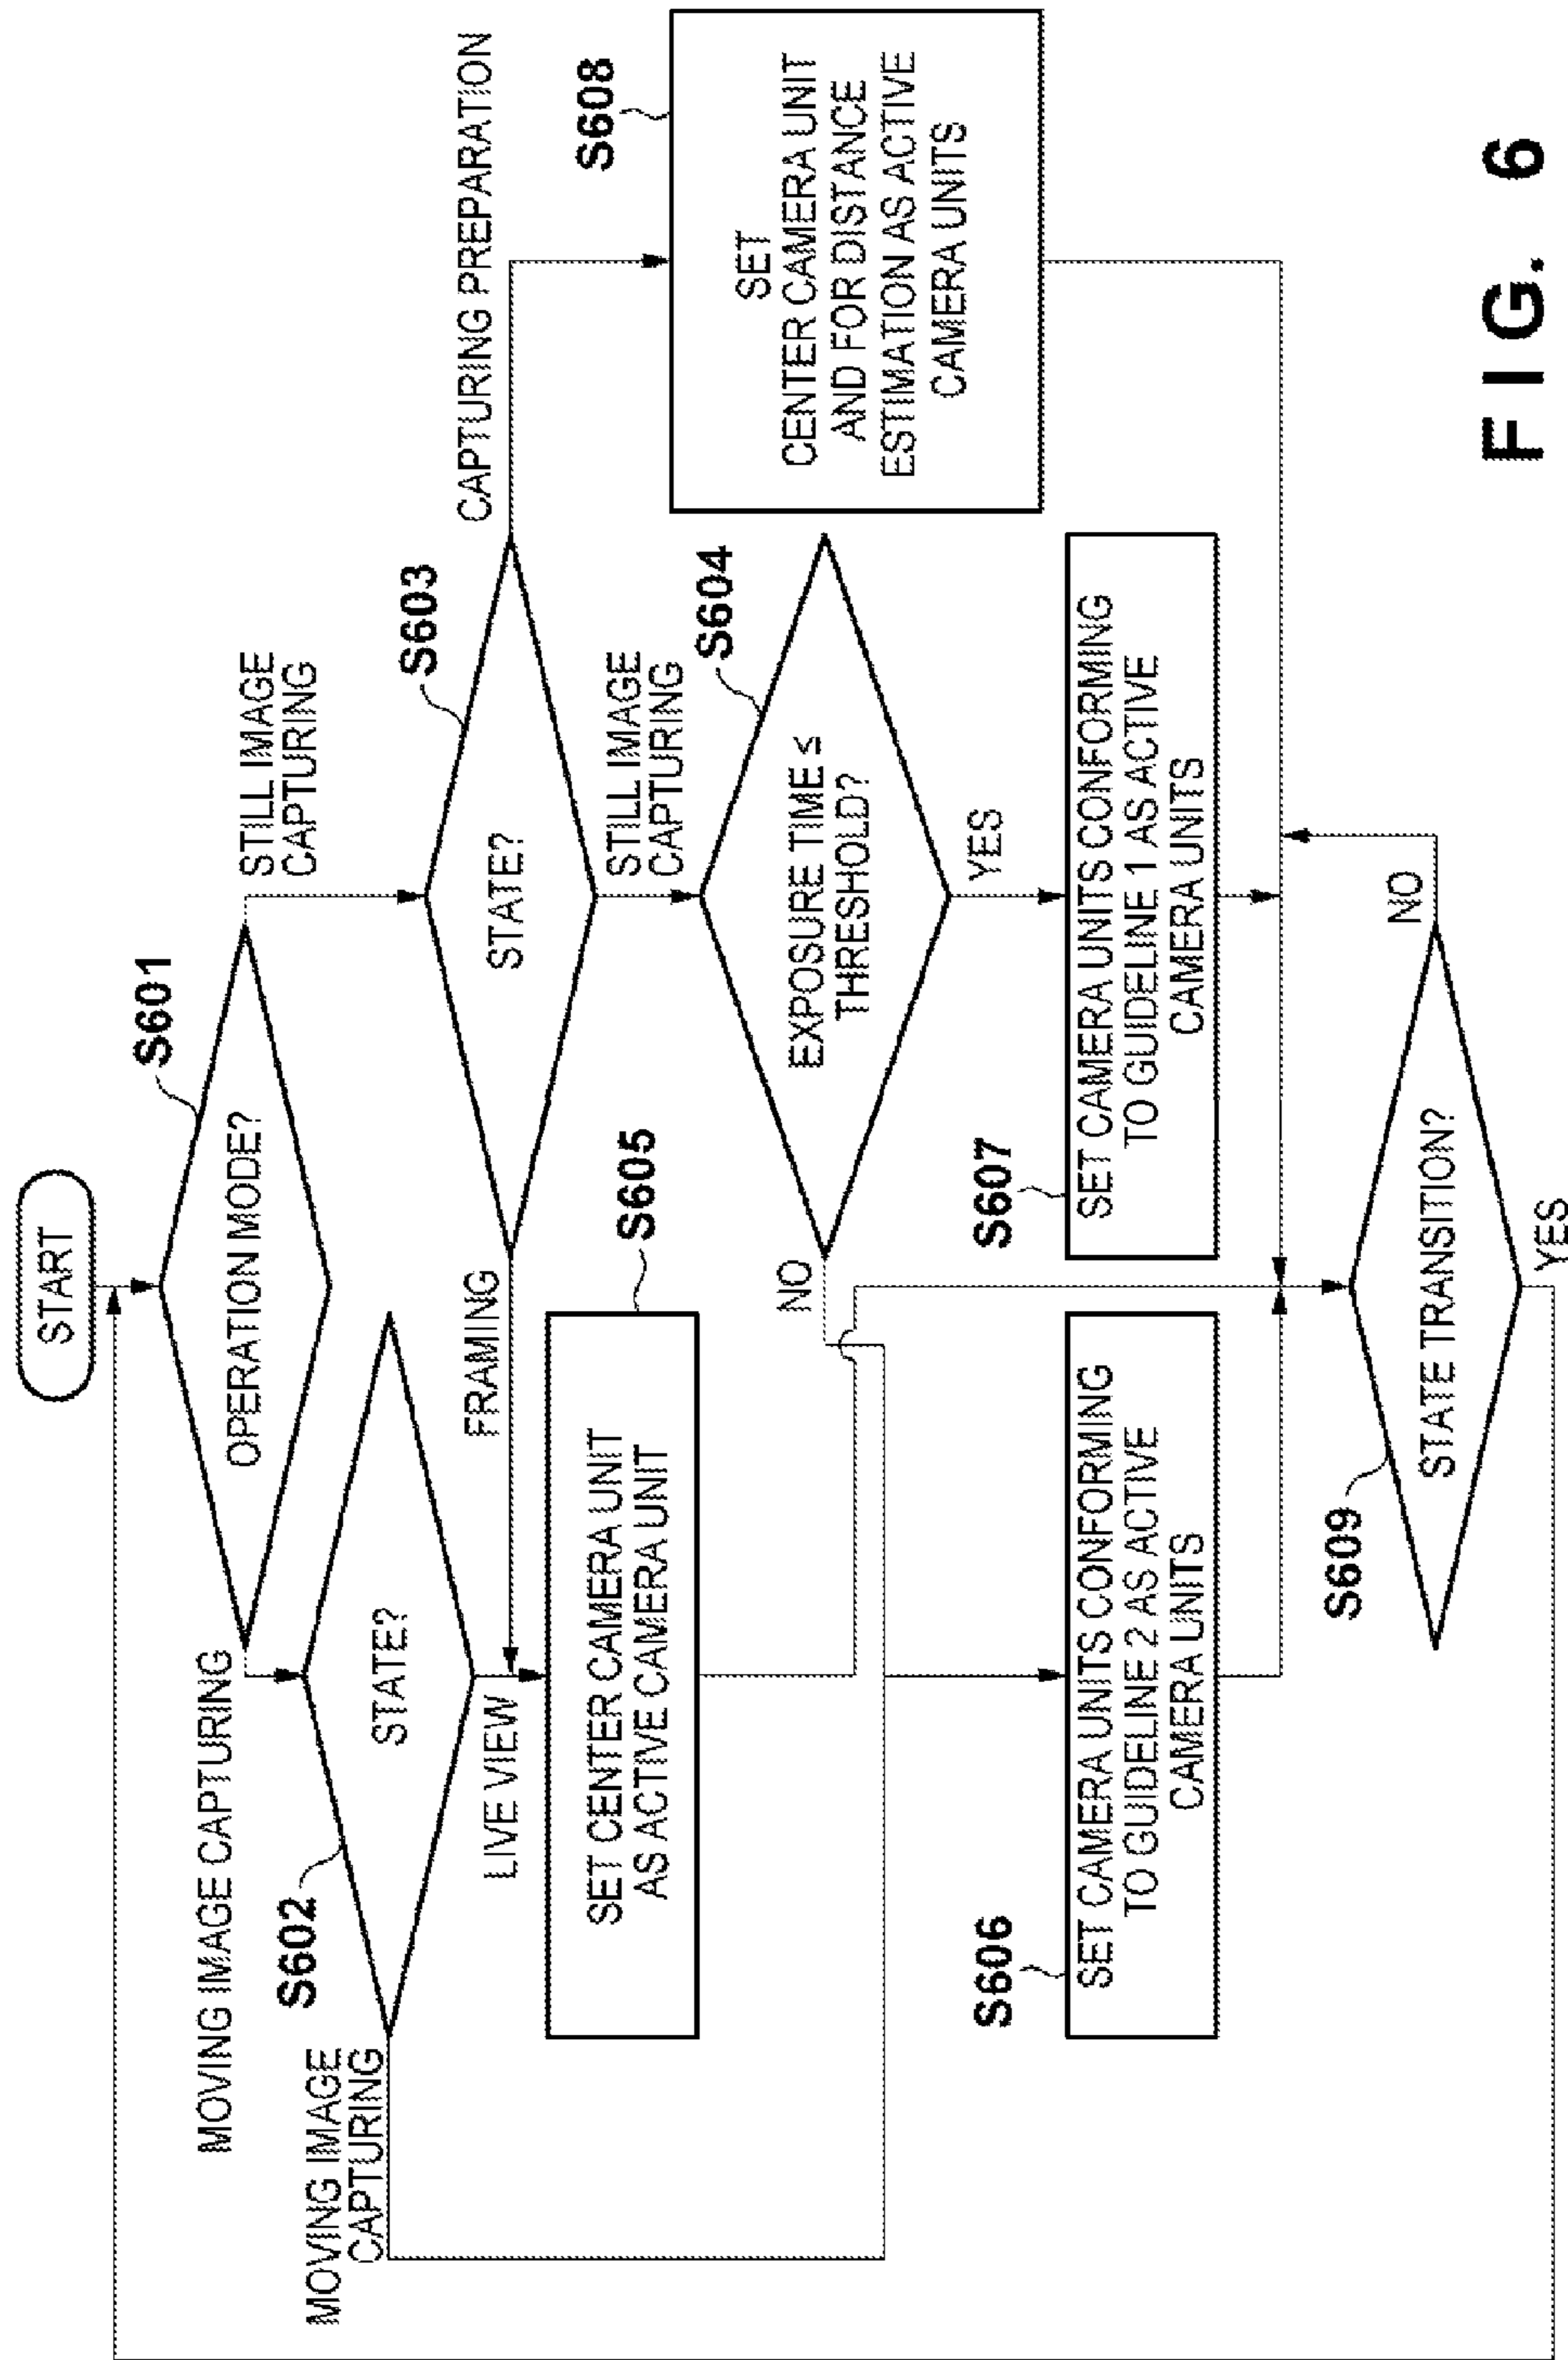 START
S601
OPERATION MODE?
MOVING IMAGE CAPTURING
STILL IMAGE
CAPTURING
S602
STATE?
MOVING IMAGE
CAPTURING
LIVE VIEW
S603
STATE?
FRAMING
STILL IMAGE
CAPTURING
CAPTURING PREPARATION
S604
EXPOSURE TIME ≤
THRESHOLD?
NO
YES
S605
SET CENTER CAMERA UNIT
AS ACTIVE CAMERA UNIT
S608
SET
CENTER CAMERA UNIT
AND FOR DISTANCE
ESTIMATION AS ACTIVE
CAMERA UNITS
S606
SET CAMERA UNITS CONFORMING
TO GUIDELINE 2 AS ACTIVE
CAMERA UNITS
S607
SET CAMERA UNITS CONFORMING
TO GUIDELINE 1 AS ACTIVE
CAMERA UNITS
S609
STATE TRANSITION?
NO
YES
FIG. 6